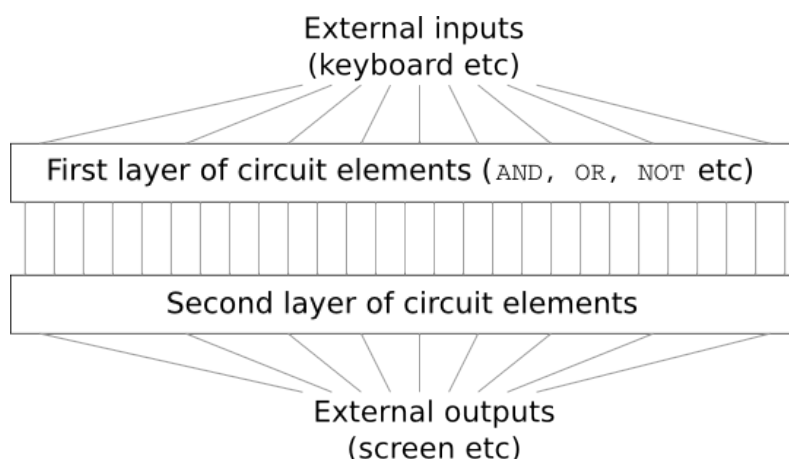 External inputs
(keyboard etc)
First layer of circuit elements (AND, OR, NOT etc)
Second layer of circuit elements
External outputs
(screen etc)